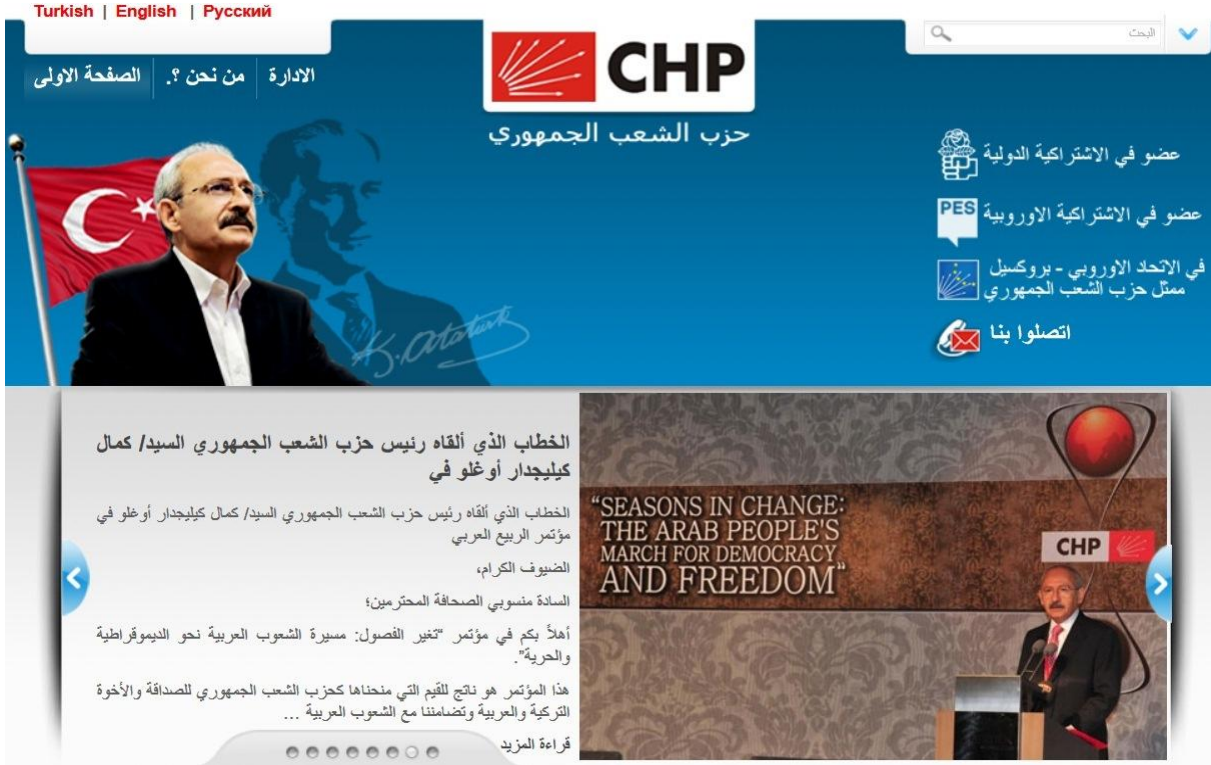 Turkish | English | Русский
البحث
الصفحة الاولى
من نحن ؟.
الادارة
CHP
حزب الشعب الجمهوري
عضو في الاشتراكية الدولية
عضو في الاشتراكية الاوروبية
PES
في الاتحاد الاوروبي - بروكسيل
ممثل حزب الشعب الجمهوري
اتصلوا بنا
K. Atatürk
الخطاب الذي ألقاه رئيس حزب الشعب الجمهوري السيد/ كمال
كيليجدار أوغلو في
الخطاب الذي ألقاه رئيس حزب الشعب الجمهوري السيد/ كمال كيليجدار أوغلو في
مؤتمر الربيع العربي
الضيوف الكرام،
السادة منسوبي الصحافة المحترمين؛
أهلاً بكم في مؤتمر "تغير الفصول: مسيرة الشعوب العربية نحو الديموقراطية
والحرية".
هذا المؤتمر هو ناتج للقيم التي منحناها كحزب الشعب الجمهوري للصداقة والأخوة
التركية والعربية وتضامننا مع الشعوب العربية ...
قراءة المزيد
“SEASONS IN CHANGE:
THE ARAB PEOPLE'S
MARCH FOR DEMOCRACY
AND FREEDOM”
CHP